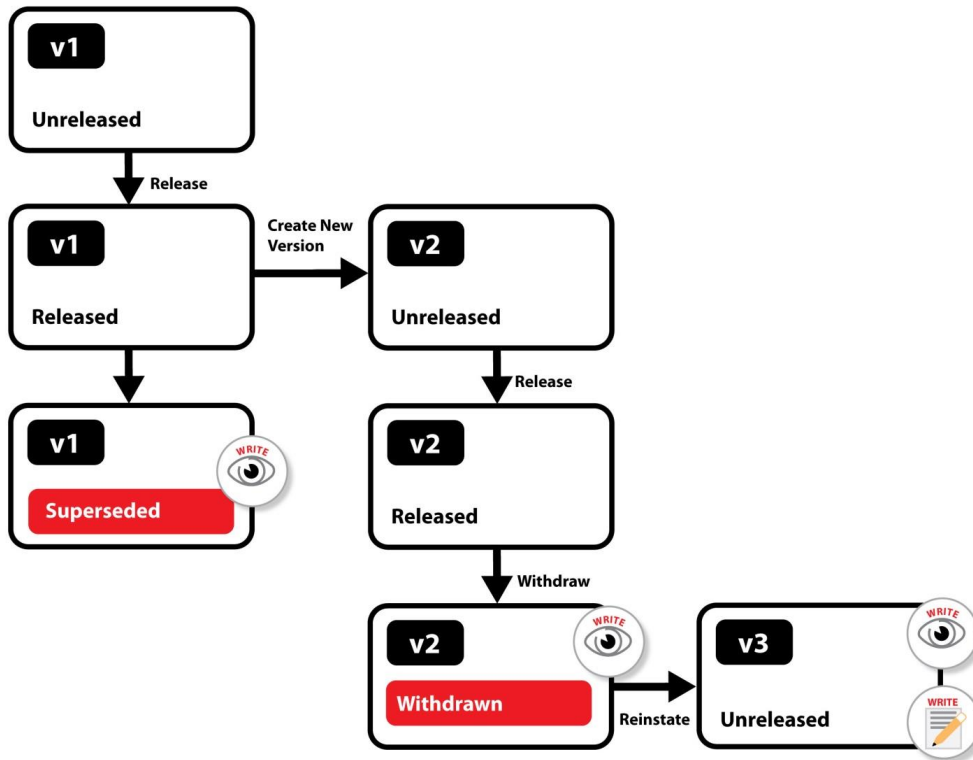 v1
Unreleased
Release
v1
Released
Create New
Version
v2
Unreleased
Release
v1
WRITE
Superseded
v2
Released
Withdraw
v2
WRITE
Withdrawn
Reinstate
v3
WRITE
Unreleased
WRITE